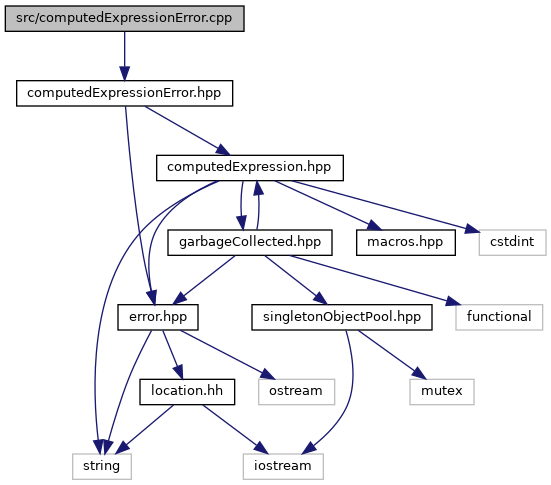 src/computedExpressionError.cpp
computedExpressionError.hpp
computedExpression.hpp
garbageCollected.hpp
macros.hpp
cstdint
error.hpp
singletonObjectPool.hpp
functional
location.hh
ostream
mutex
string
iostream